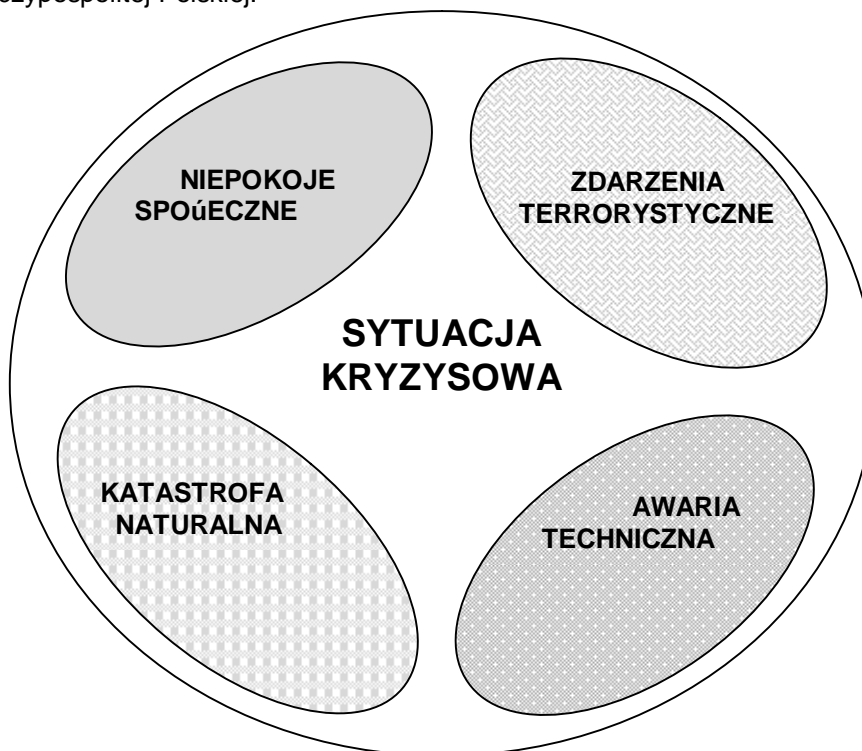 NIEPOKOJE
SPOúECZNE
ZDARZENIA
TERRORYSTYCZNE
SYTUACJA
KRYZYSOWA
KATASTROFA
NATURALNA
AWARIA
TECHNICZNA